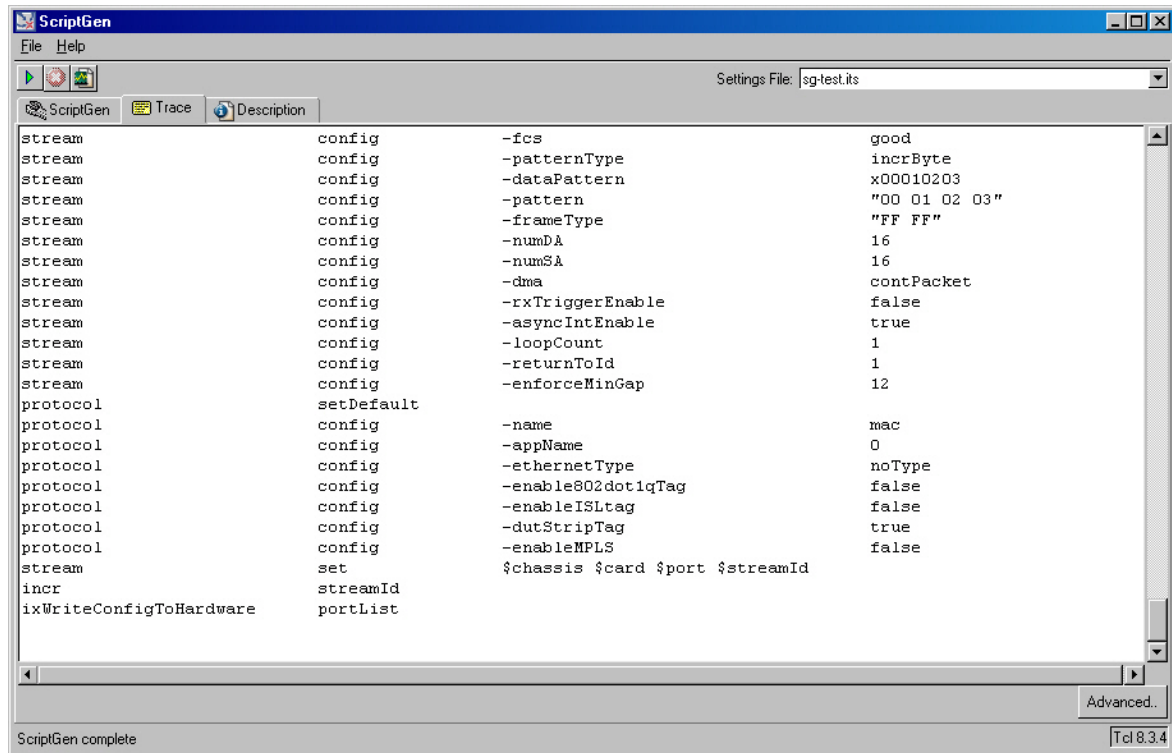 ScriptGen
File Help
Settings File: sg-test.its
ScriptGen Trace Description
stream config -fcs good
stream config -patternType incrByte
stream config -dataPattern x00010203
stream config -pattern "00 01 02 03"
stream config -frameType "FF FF"
stream config -numDA 16
stream config -numSA 16
stream config -dma contPacket
stream config -rxTriggerEnable false
stream config -asyncIntEnable true
stream config -loopCount 1
stream config -returnToId 1
stream config -enforceMinGap 12
protocol setDefault
protocol config -name mac
protocol config -appName 0
protocol config -ethernetType noType
protocol config -enable802dot1qTag false
protocol config -enableISLtag false
protocol config -dutStripTag true
protocol config -enableMPLS false
stream set $chassis $card $port $streamId
incr streamId
ixWriteConfigToHardware portList
Advanced..
ScriptGen complete Tcl 8.3.4